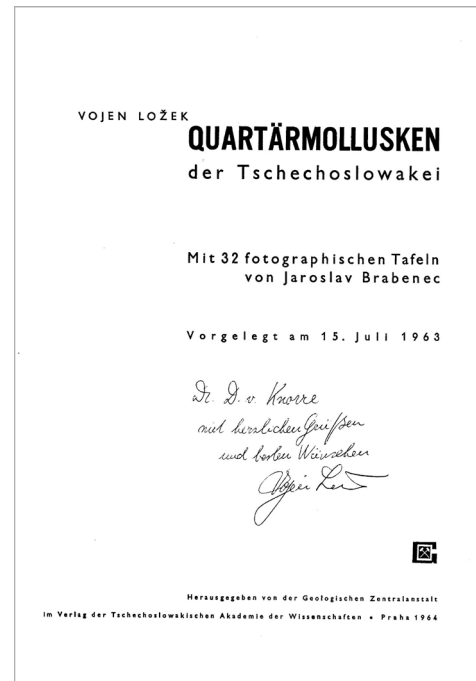 VOJEN LOŽEK
QUARTÄRMOLLUSKEN
der Tschechoslowakei
Mit 32 fotographischen Tafeln
von Jaroslav Brabenec
Vorgelegt am 15. Juli 1963
Dr. D. v. Knorre
mit herzlichen Grüßen
und besten Wünschen
Herausgegeben von der Geologischen Zentralanstalt
im Verlag der Tschechoslowakischen Akademie der Wissenschaften • Praha 1964